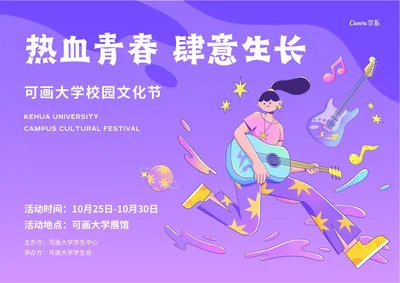 Canva可画
热血青春 肆意生长
可画大学校园文化节
KEHUA UNIVERSITY
CAMPUS CULTURAL FESTIVAL
活动时间：10月25日-10月30日
活动地点：可画大学展馆
主办方：可画大学学生中心
承办方：可画大学学生会